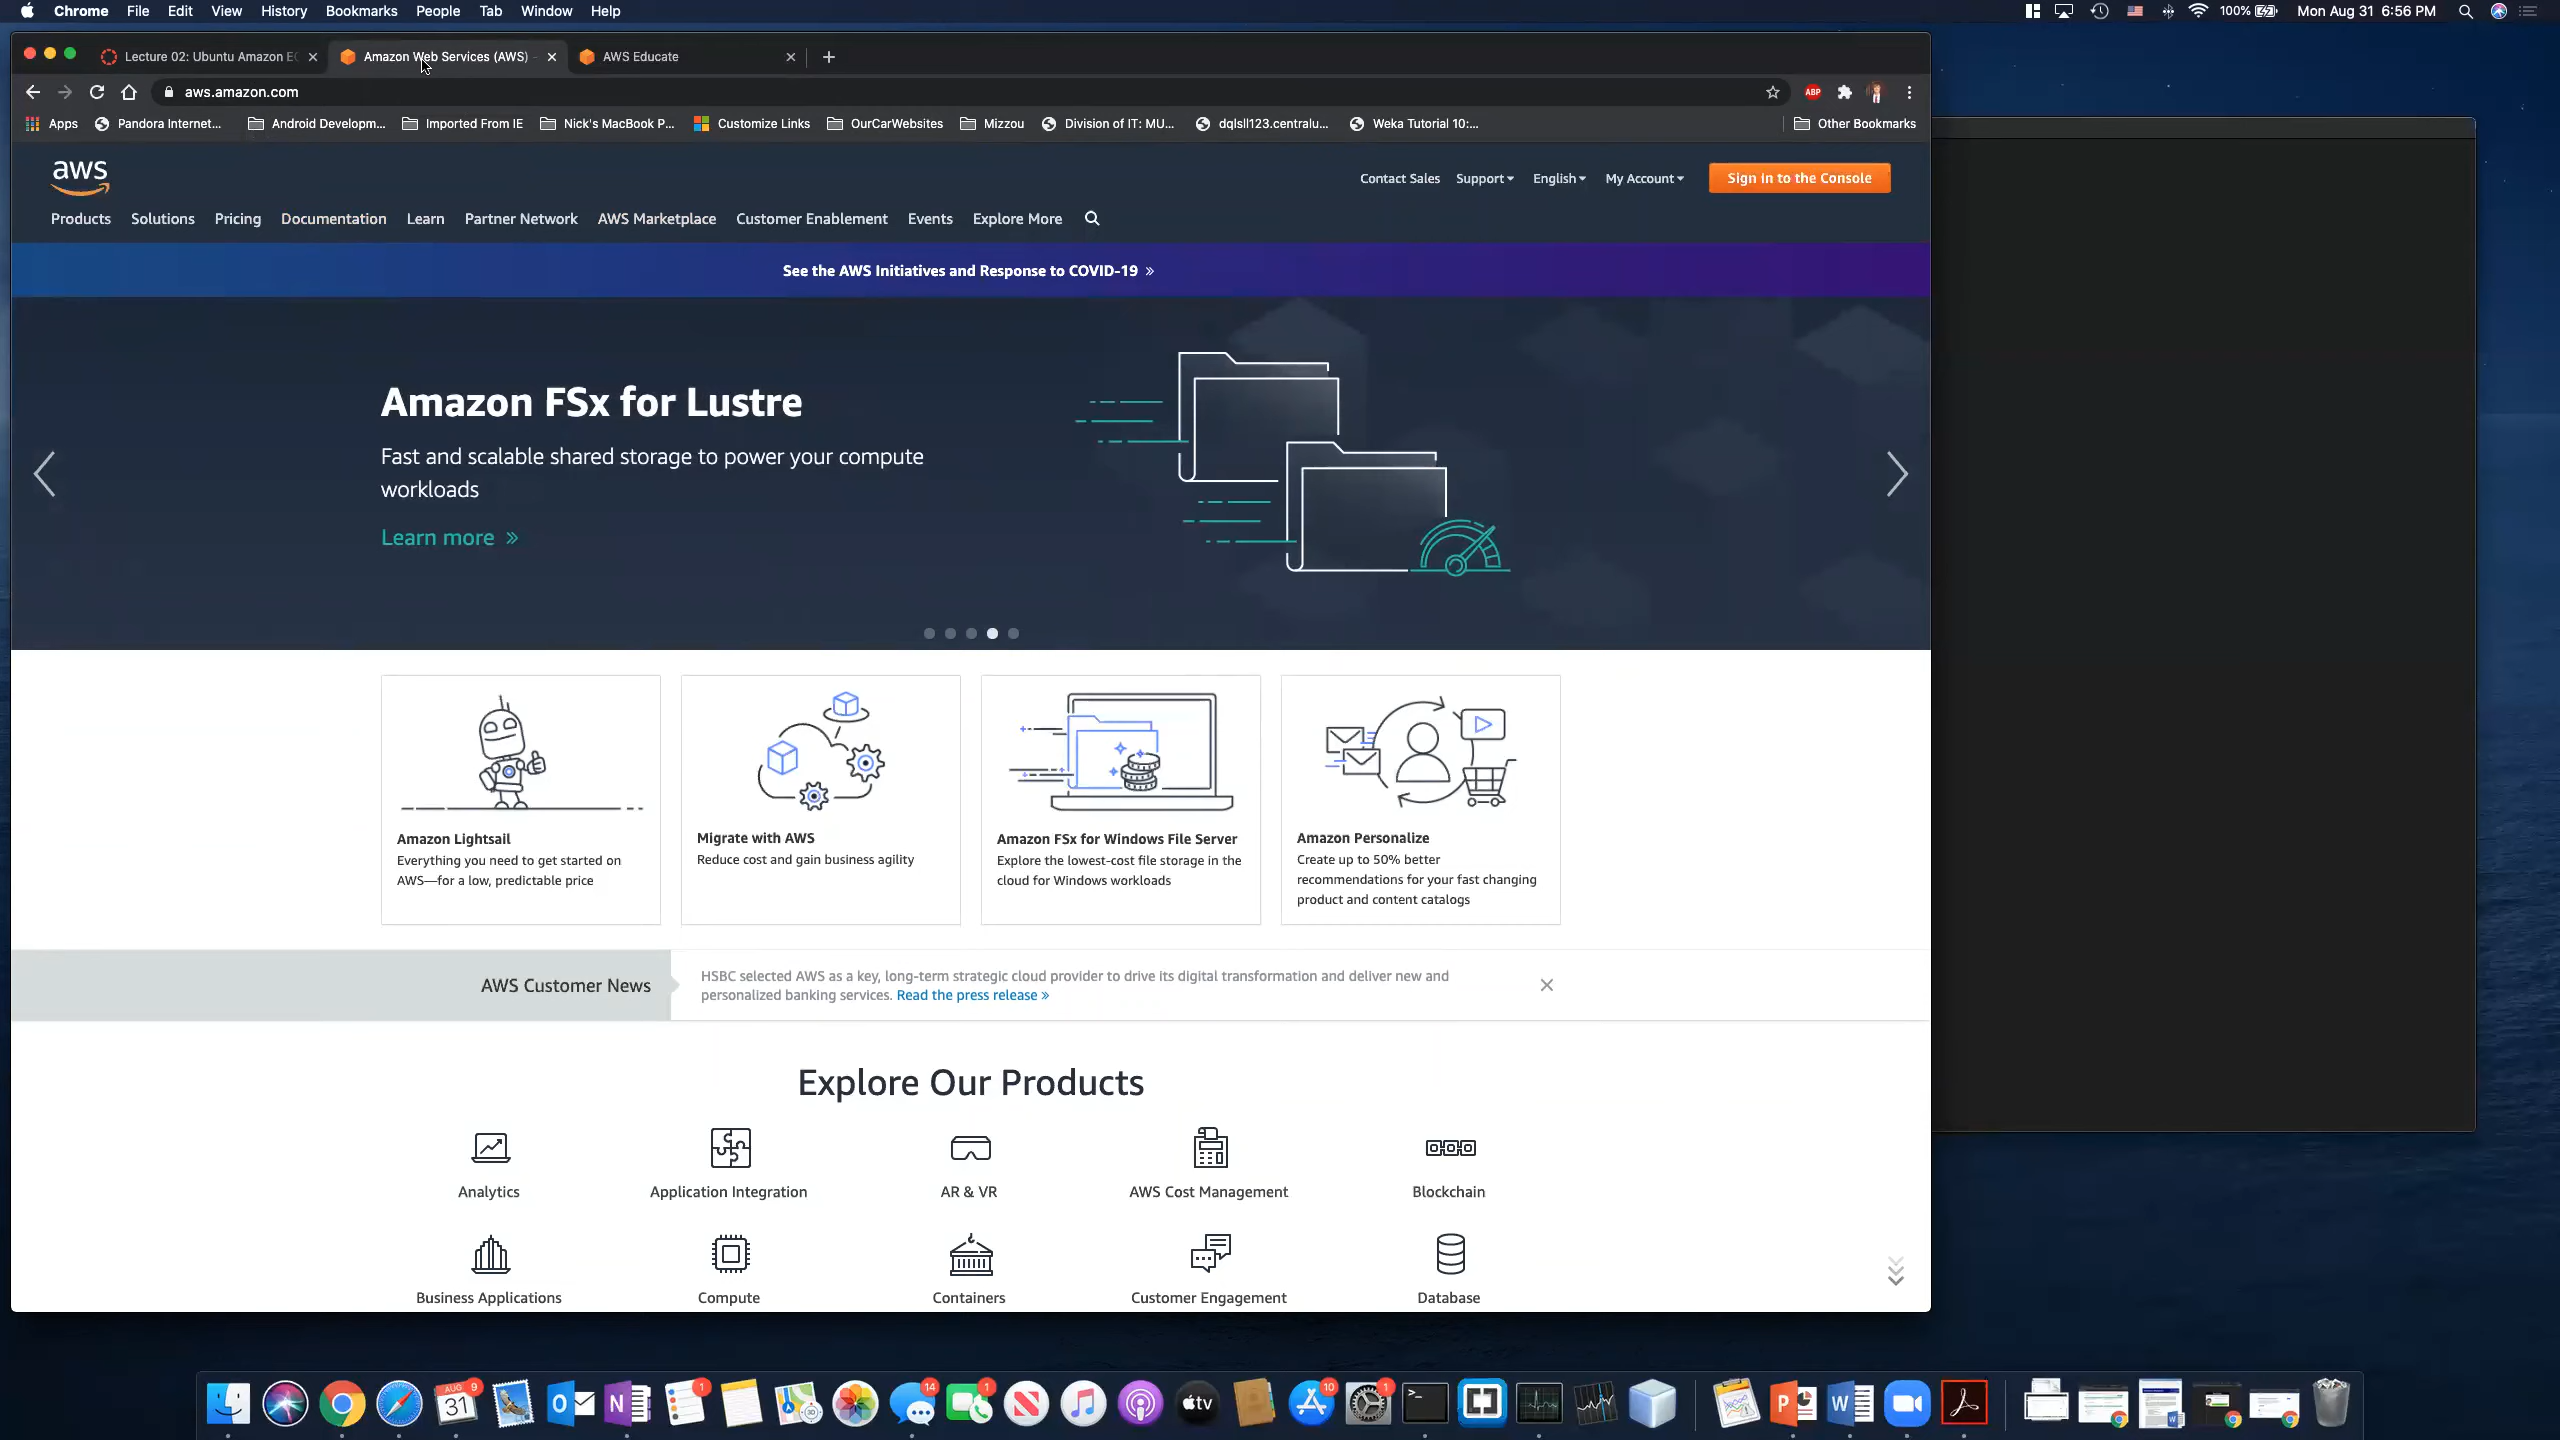 Chrome File Edit View History Bookmarks People Tab Window Help
100% Mon Aug 31 6:56 PM
Lecture 02: Ubuntu Amazon EC
Amazon Web Services (AWS) -
AWS Educate
aws.amazon.com
ABP
Apps Pandora Internet... Android Developm... Imported From IE Nick's MacBook P... Customize Links OurCarWebsites Mizzou Division of IT: MU... dqlsll123.centralu... Weka Tutorial 10:... Other Bookmarks
aws
Contact Sales Support English My Account Sign in to the Console
Products Solutions Pricing Documentation Learn Partner Network AWS Marketplace Customer Enablement Events Explore More
See the AWS Initiatives and Response to COVID-19 »
Amazon FSx for Lustre
Fast and scalable shared storage to power your compute
workloads
Learn more »
Amazon Lightsail
Everything you need to get started on
AWS—for a low, predictable price
Migrate with AWS
Reduce cost and gain business agility
Amazon FSx for Windows File Server
Explore the lowest-cost file storage in the
cloud for Windows workloads
Amazon Personalize
Create up to 50% better
recommendations for your fast changing
product and content catalogs
AWS Customer News
HSBC selected AWS as a key, long-term strategic cloud provider to drive its digital transformation and deliver new and
personalized banking services. Read the press release »
Explore Our Products
Analytics Application Integration AR & VR AWS Cost Management Blockchain
Business Applications Compute Containers Customer Engagement Database
AUG 31 9 1 14 1 tv 10 1